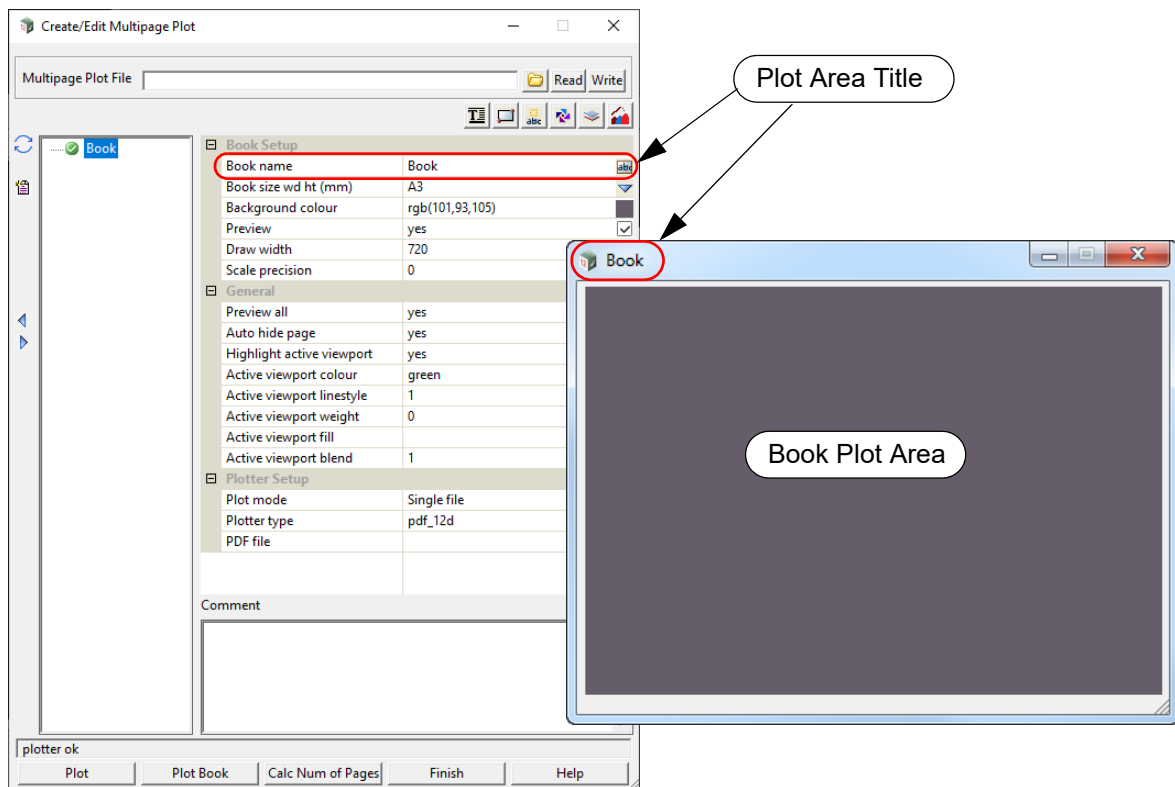 Create/Edit Multipage Plot
Multipage Plot File Read Write
abc
Plot Area Title
Book
Book Setup
Book name Book abc
Book size wd ht (mm) A3
Background colour rgb(101,93,105)
Preview yes
Draw width 720
Scale precision 0
General
Preview all yes
Auto hide page yes
Highlight active viewport yes
Active viewport colour green
Active viewport linestyle 1
Active viewport weight 0
Active viewport fill
Active viewport blend 1
Plotter Setup
Plot mode Single file
Plotter type pdf_12d
PDF file
Comment
Book
Book Plot Area
plotter ok
Plot Plot Book Calc Num of Pages Finish Help